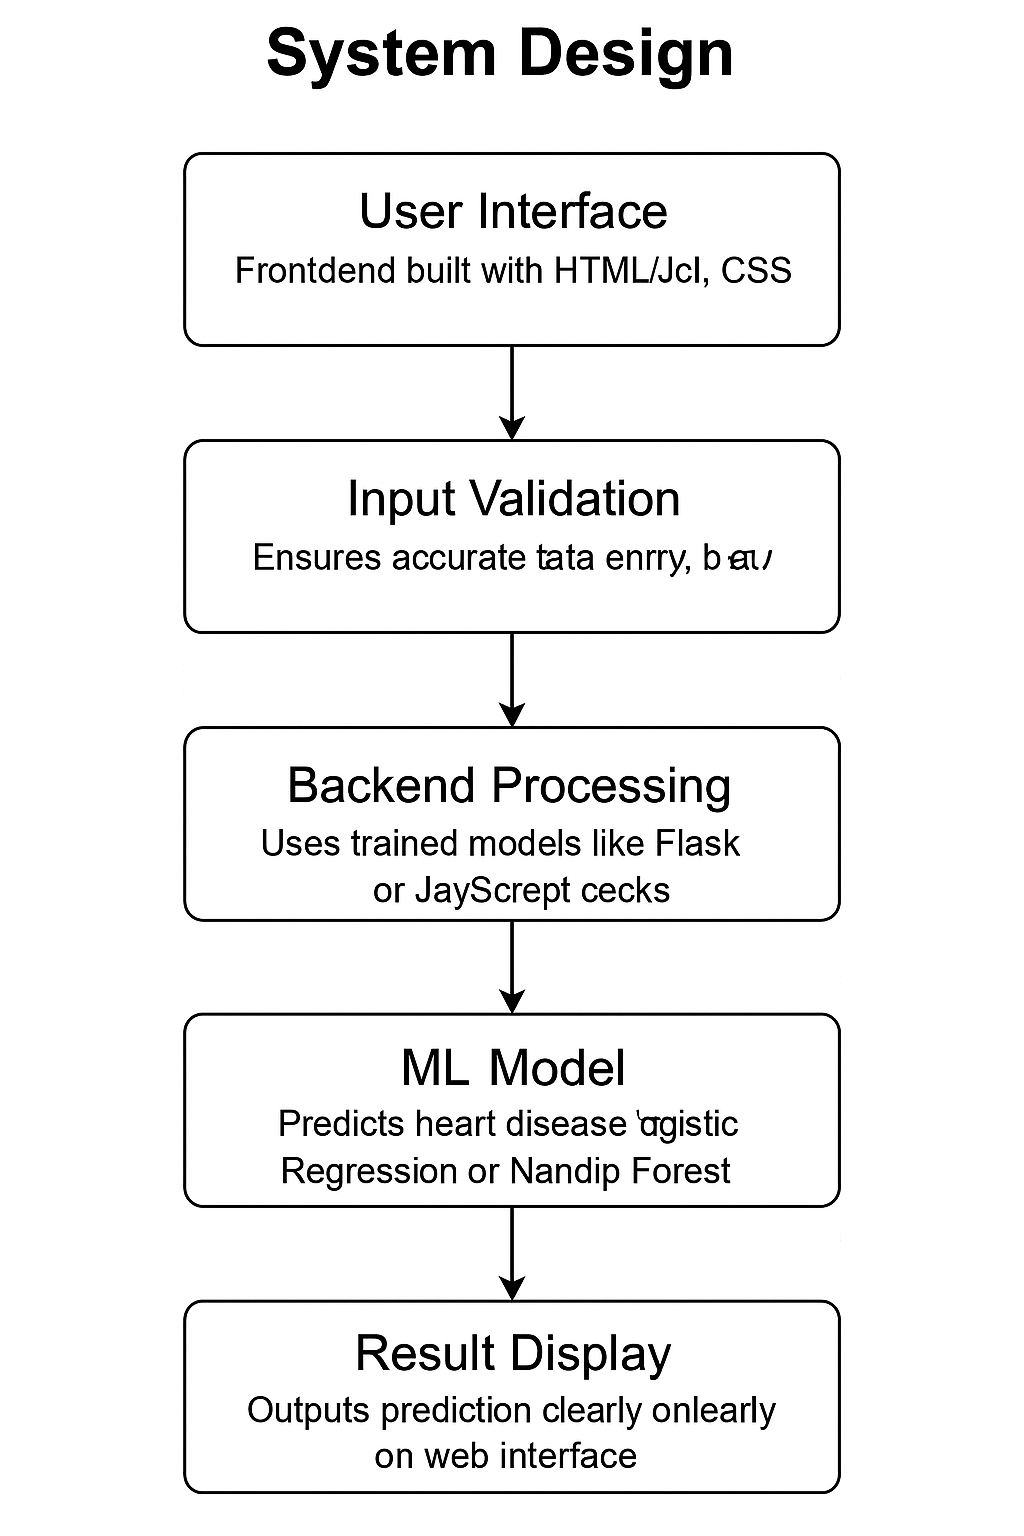 System Design
User Interface
Frontdend built with HTML/Jcl, CSS
Input Validation
Ensures accurate tata enrry,
Backend Processing
Uses trained models like Flask
or JayScrept cecks
ML Model
Predicts heart disease
Regression or Nandip Forest
Result Display
Outputs prediction clearly onlearly
on web interface